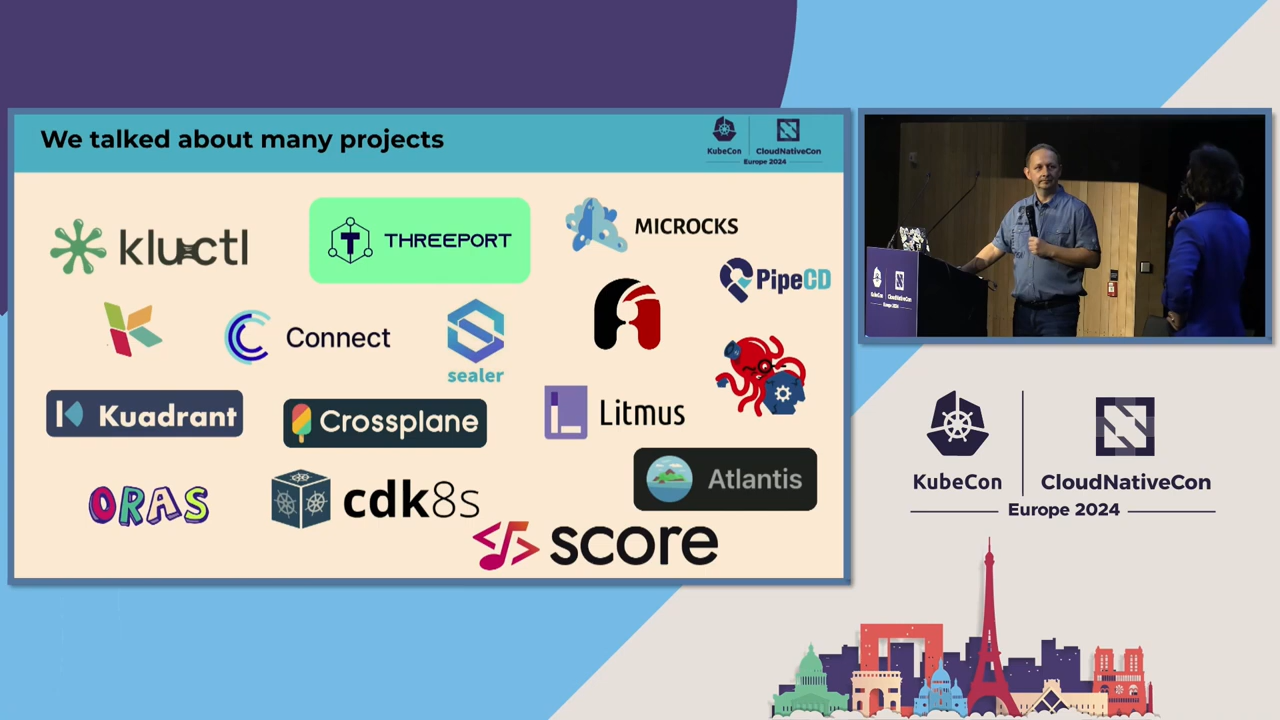 We talked about many projects
KubeCon
CloudNativeCon
Europe 2024
kluctl
THREEPORT
MICROCKS
PipeCD
Connect
sealer
Kuadrant
Crossplane
Litmus
Atlantis
ORAS
cdk8s
score
KubeCon
CloudNativeCon
Europe 2024